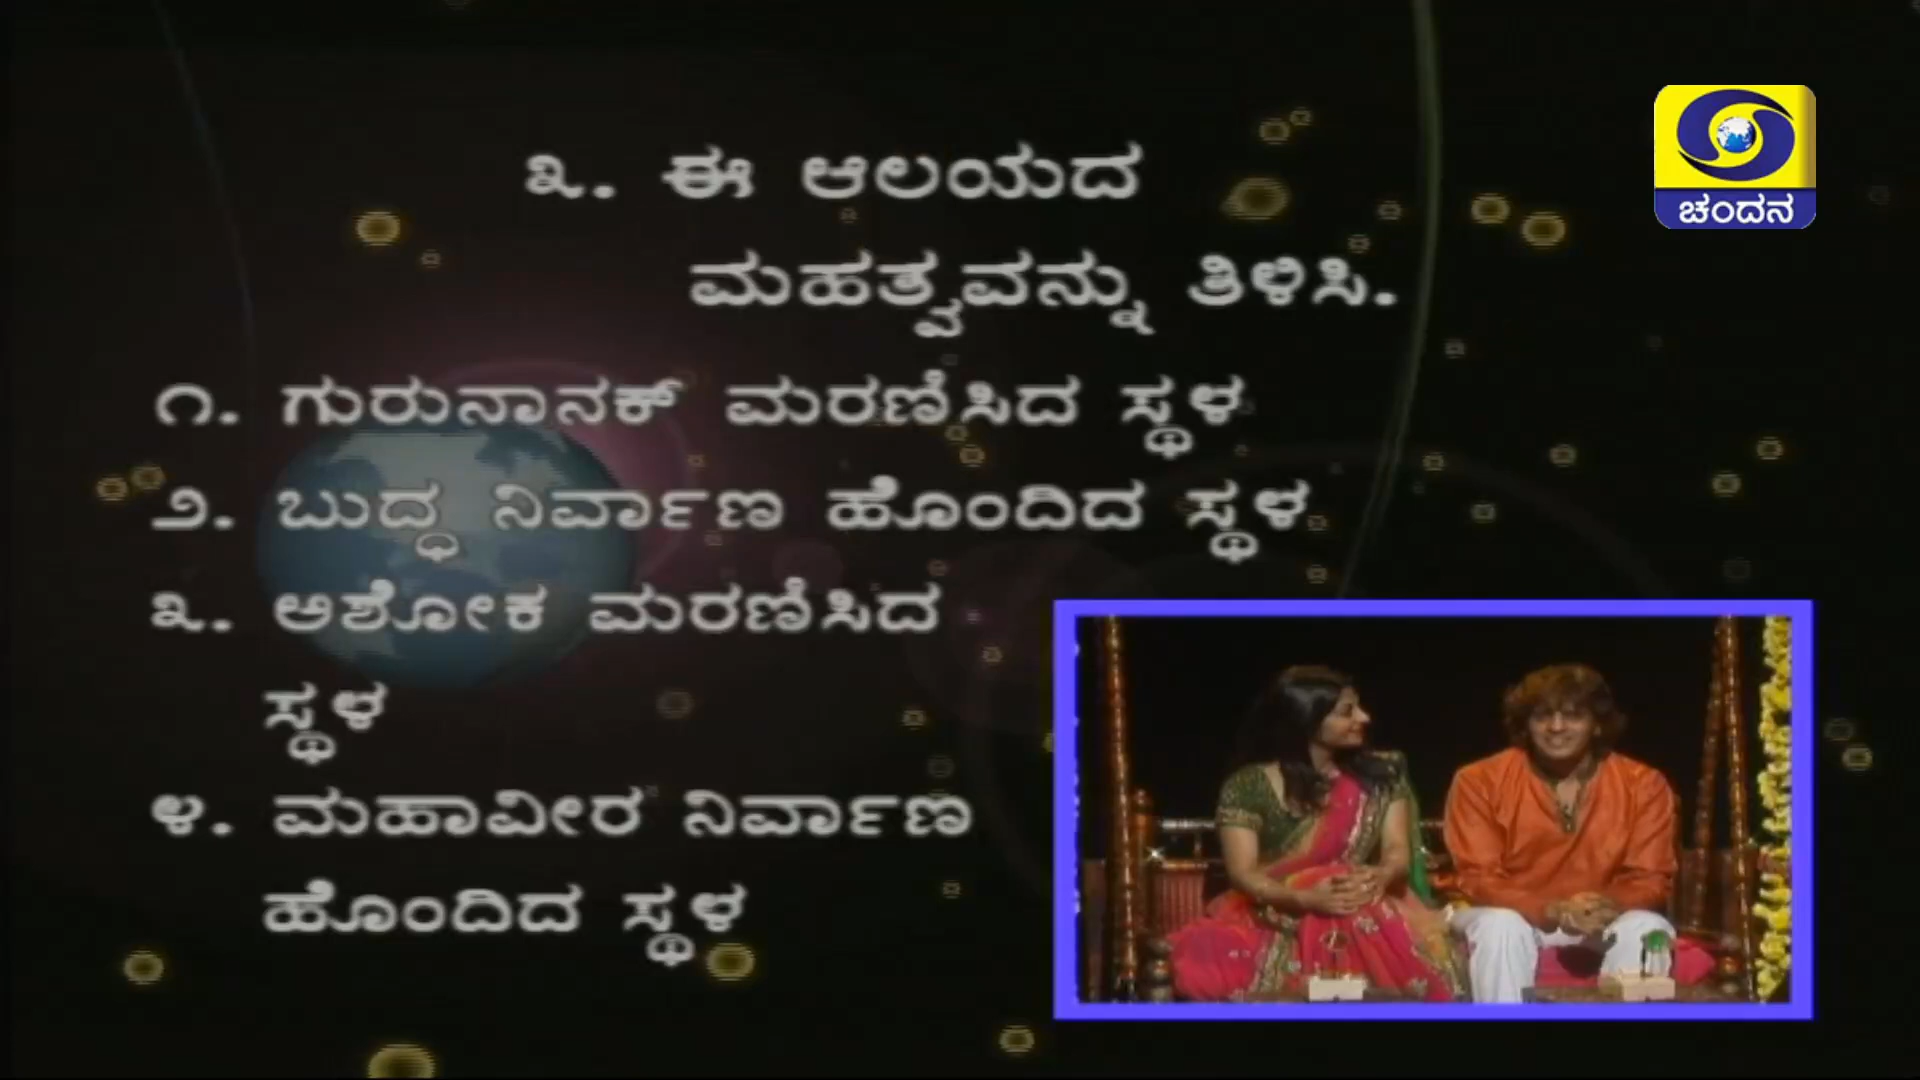 ಚಂದನ
೩. ಈ ಆಲಯದ
ಮಹತ್ವವನ್ನು ತಿಳಿಸಿ.
೧. ಗುರುನಾನಕ್ ಮರಣಿಸಿದ ಸ್ಥಳ
೨. ಬುದ್ಧ ನಿರ್ವಾಣ ಹೊಂದಿದ ಸ್ಥಳ
೩. ಅಶೋಕ ಮರಣಿಸಿದ
ಸ್ಥಳ
೪. ಮಹಾವೀರ ನಿರ್ವಾಣ
ಹೊಂದಿದ ಸ್ಥಳ